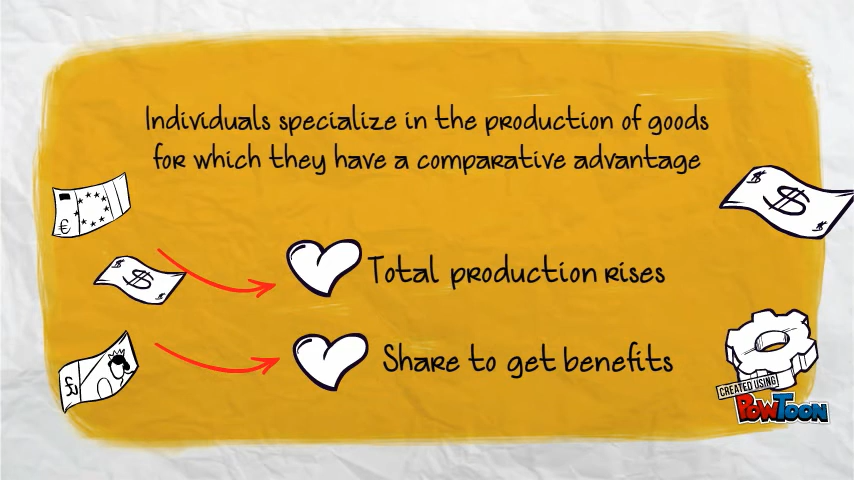 Individuals specialize in the production of goods
for which they have a comparative advantage
Total production rises
Share to get benefits
CREATED USING
POWTOON